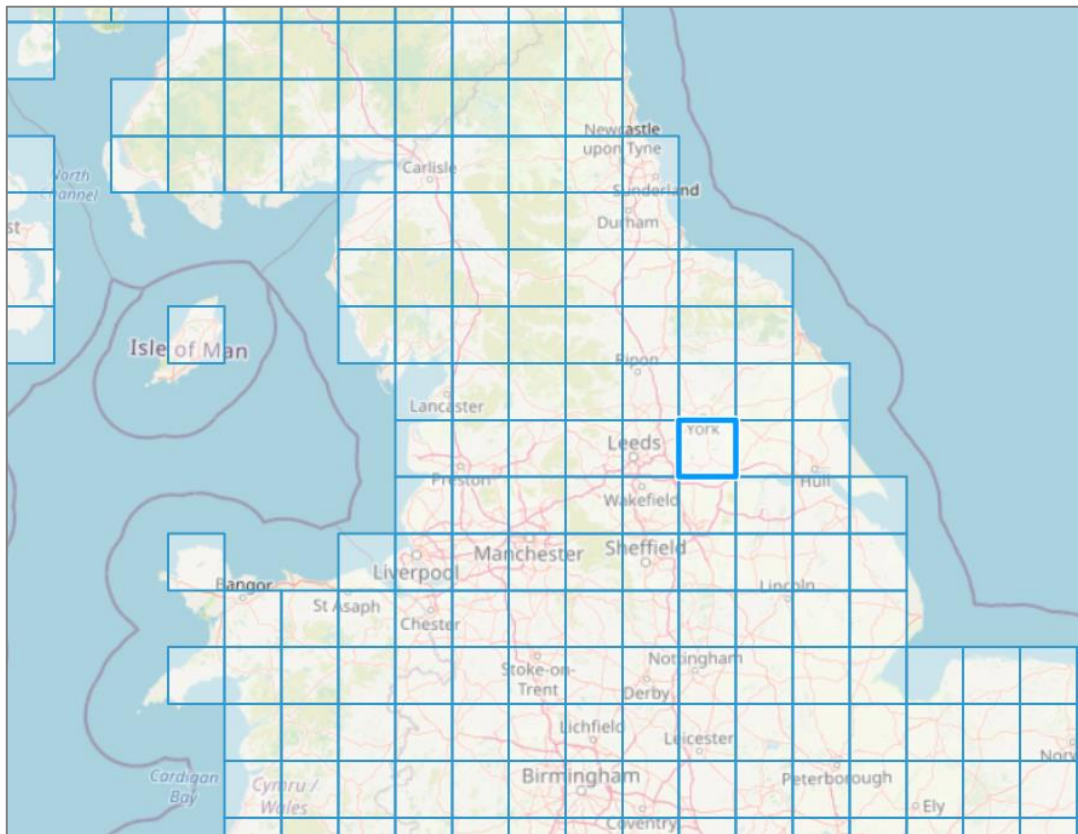 Newcastle
upon Tyne
Carlisle
North
Channel
Sunderland
st
Durham
Isle of Man
Ripon
Lancaster
York
Leeds
Preston
Hull
Wakefield
Manchester
Sheffield
Liverpool
Bangor
St Asaph
Lincoln
Chester
Stoke-on-
Trent
Nottingham
Derby
Lichfield
Leicester
Norw
Birmingham
Peterborough
Cardigan
Bay
Cymru /
Wales
Ely
Coventry